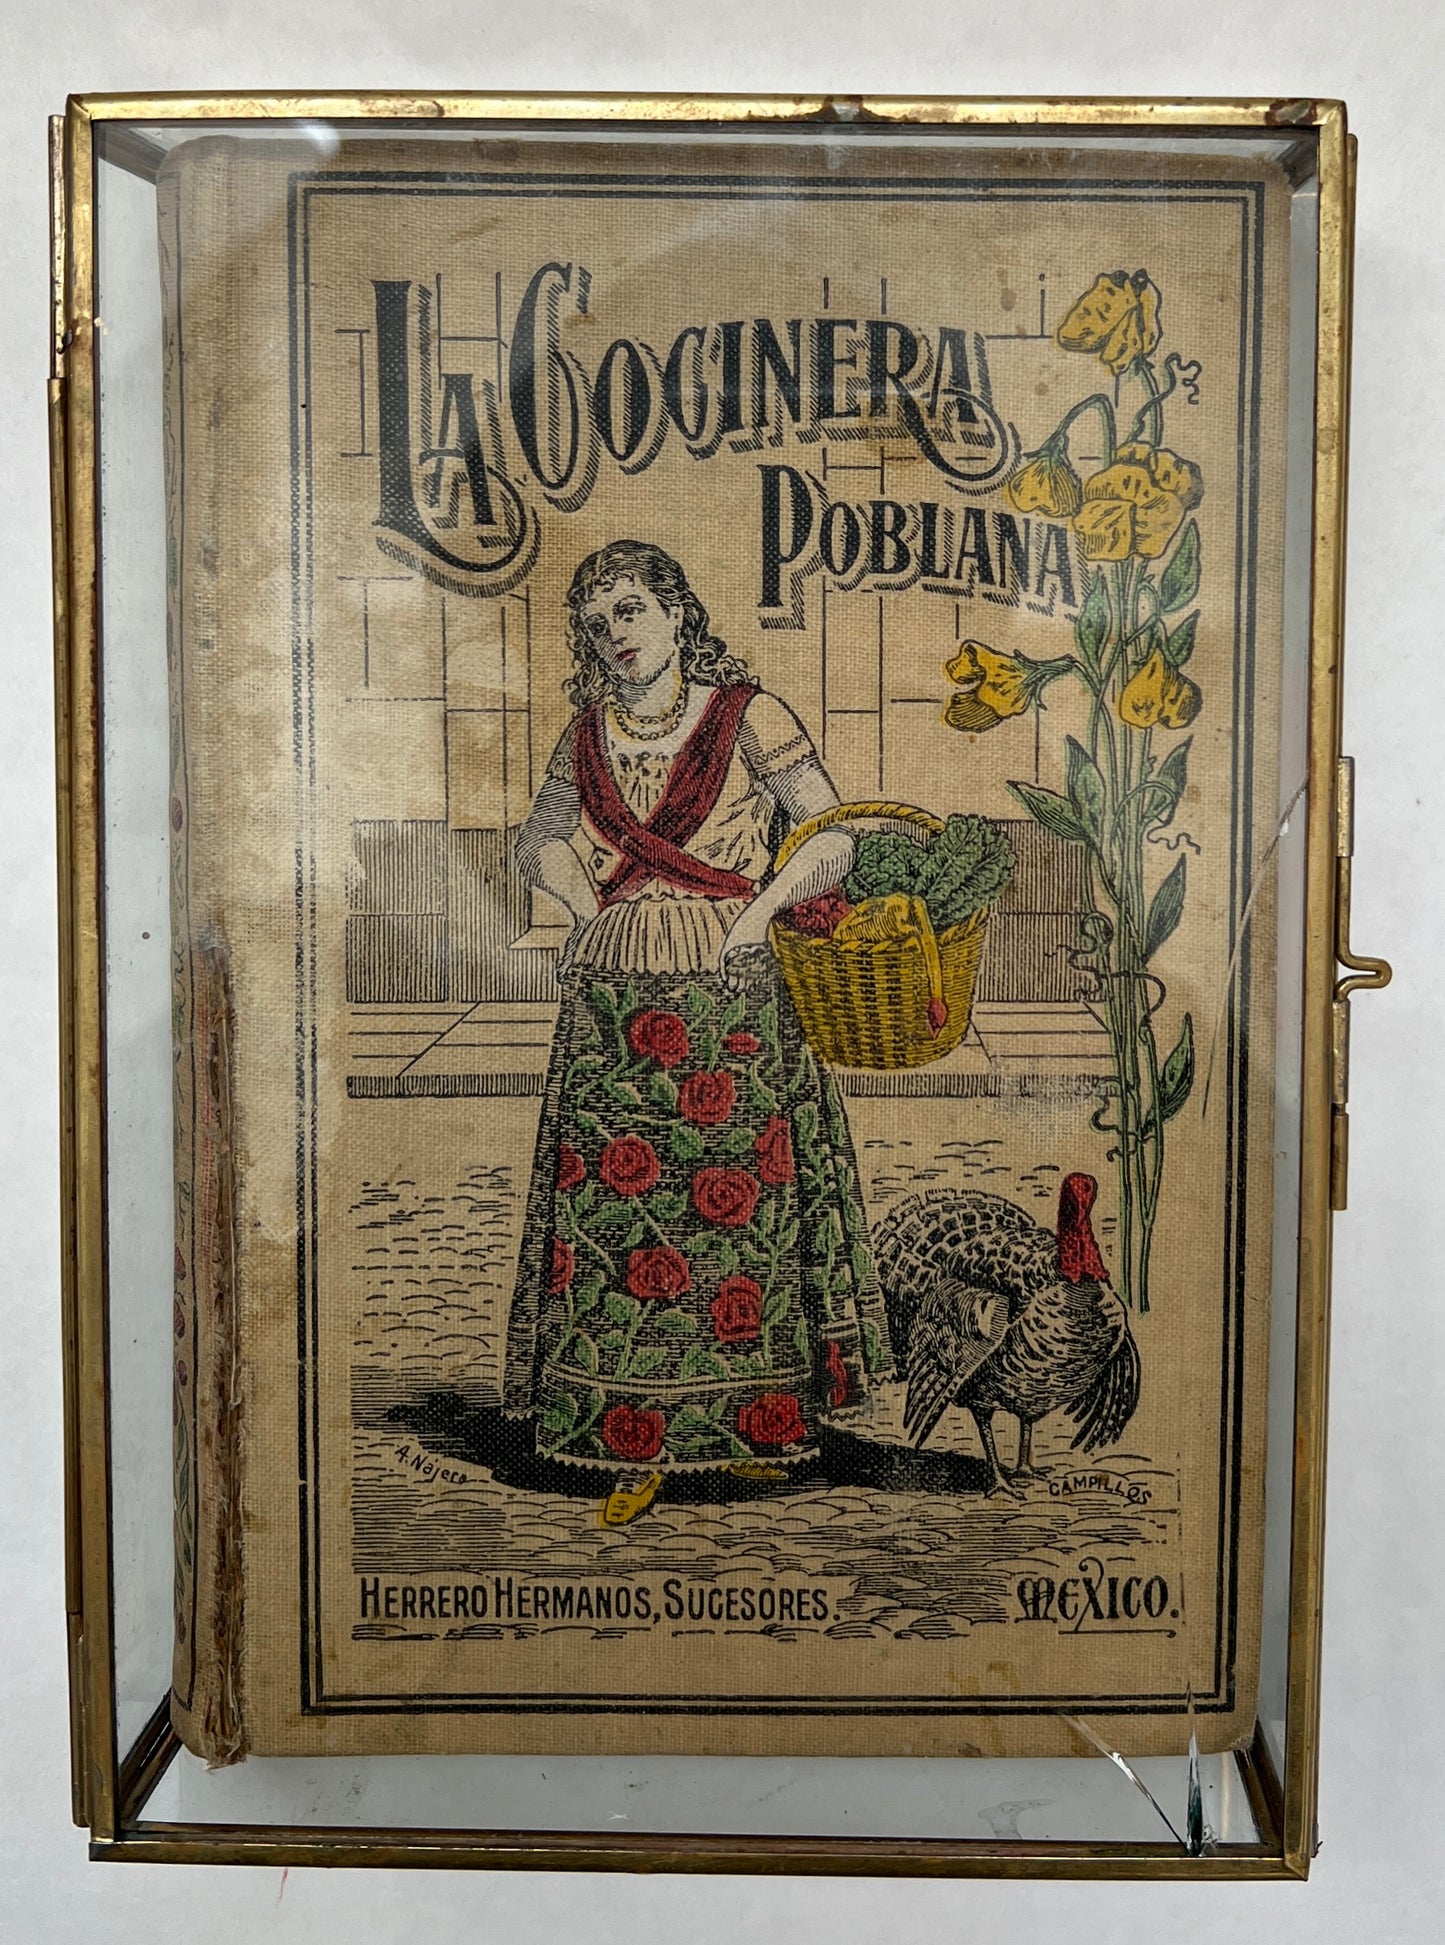 LA COCINERA
POBLANA
A. Najera
CAMPILLOS
HERRERO HERMANOS, SUCESORES.
MEXICO.